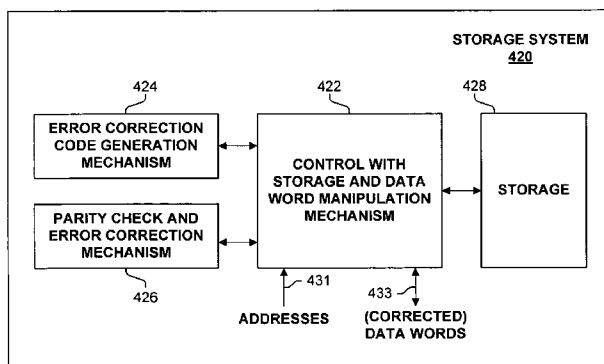 STORAGE SYSTEM
420
424
422
428
ERROR CORRECTION
CODE GENERATION
MECHANISM
CONTROL WITH
STORAGE AND DATA
WORD MANIPULATION
MECHANISM
STORAGE
PARITY CHECK AND
ERROR CORRECTION
MECHANISM
426
431
433
ADDRESSES
(CORRECTED)
DATA WORDS